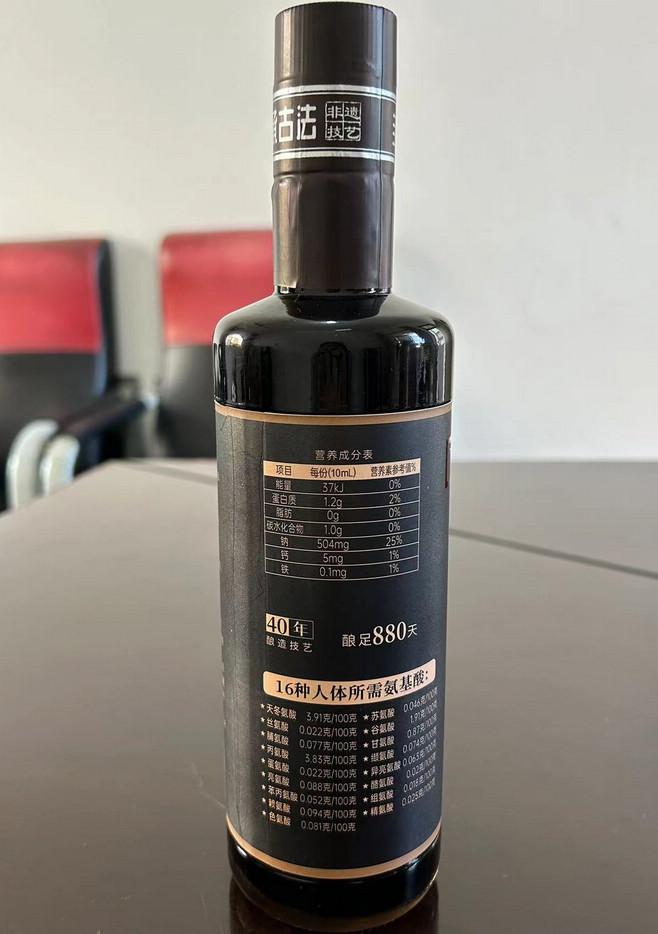 古法 非遗
技艺
营养成分表
项目 每份(10mL) 营养素参考值%
能量 37kJ 0%
蛋白质 1.2g 2%
脂肪 0g 0%
碳水化合物 1.0g 0%
钠 504mg 25%
钙 5mg 1%
铁 0.1mg 1%
40年
酿造技艺
酿足880天
16种人体所需氨基酸:
★天冬氨酸 3.91克/100克 ★苏氨酸 0.046克/100克
★丝氨酸 0.022克/100克 ★谷氨酸 1.91克/100克
★脯氨酸 0.077克/100克 ★甘氨酸 0.87克/100克
★丙氨酸 3.83克/100克 ★缬氨酸 0.074克/100克
★蛋氨酸 0.022克/100克 ★异亮氨酸 0.063克/100克
★亮氨酸 0.088克/100克 ★酪氨酸 0.02克/100克
★苯丙氨酸 0.052克/100克 ★组氨酸 0.018克/100克
★赖氨酸 0.094克/100克 ★精氨酸 0.025克/100克
★色氨酸 0.081克/100克